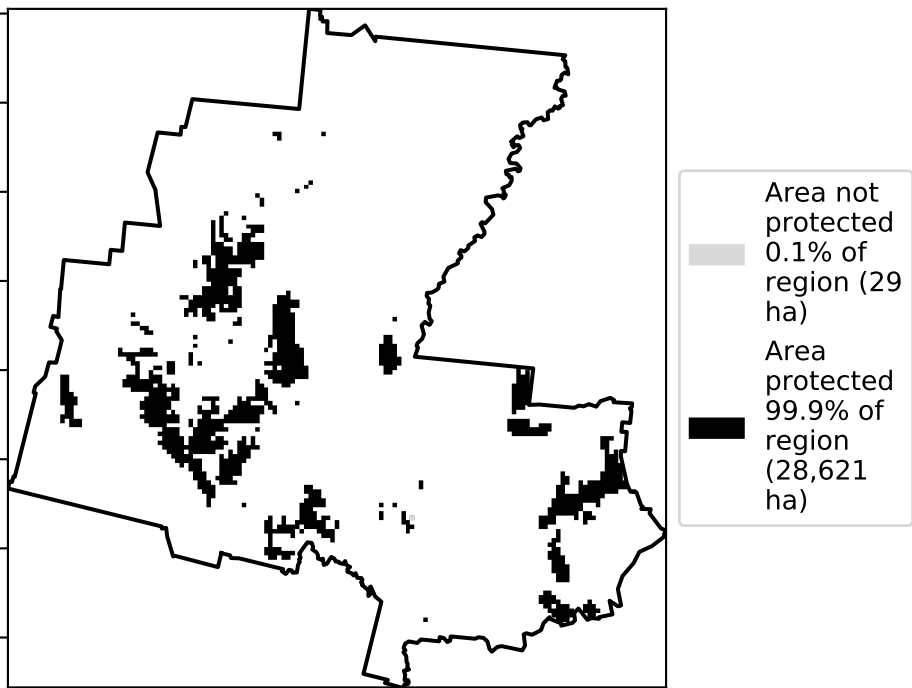 Area not
protected
0.1% of
region (29
ha)
Area
protected
99.9% of
region
(28,621
ha)